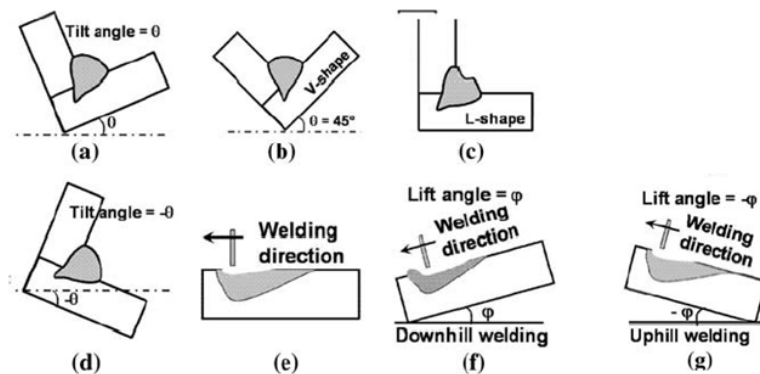 Tilt angle = θ
θ
(a)
V-shape
θ = 45°
(b)
L-shape
(c)
Tilt angle = -θ
-θ
(d)
Welding
direction
(e)
Lift angle = φ
Welding
direction
φ
Downhill welding
(f)
Lift angle = -φ
Welding
direction
- φ
Uphill welding
(g)